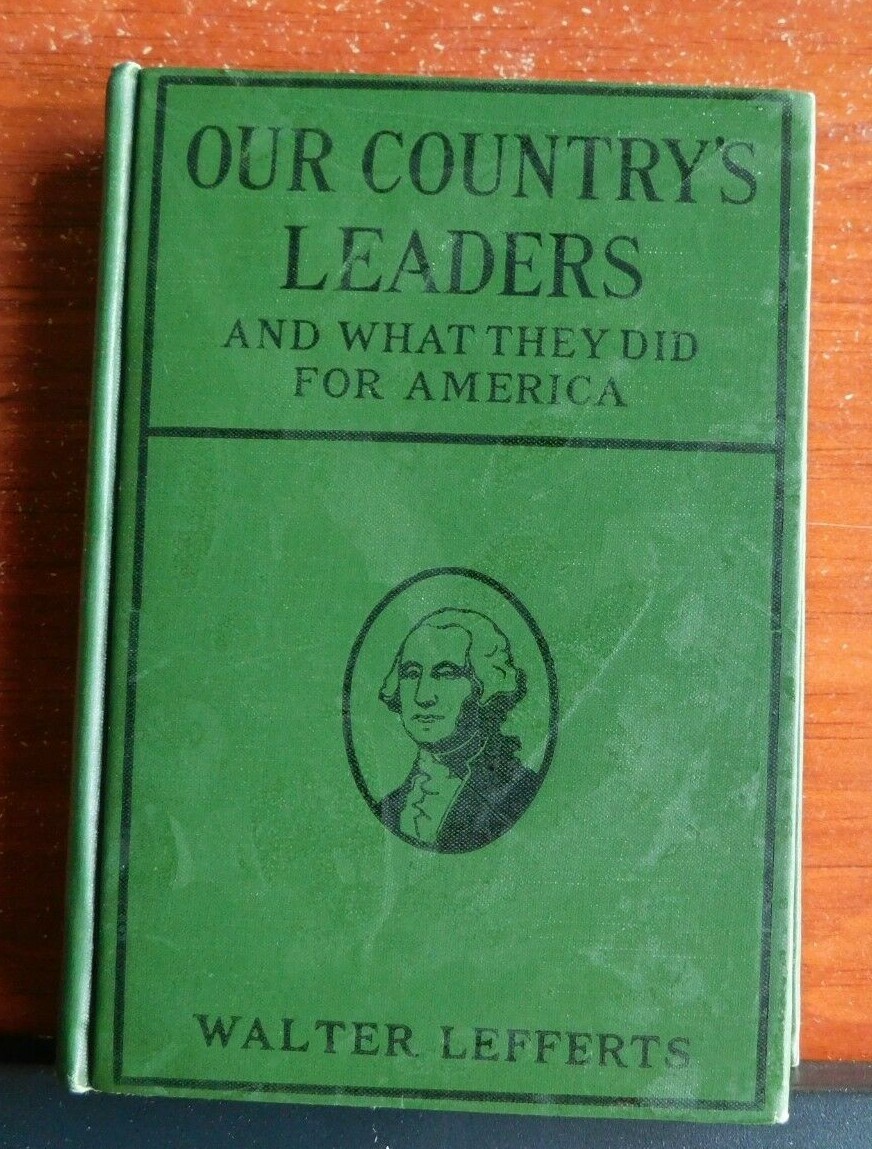 OUR COUNTRY'S
LEADERS
AND WHAT THEY DID
FOR AMERICA
WALTER LEFFERTS